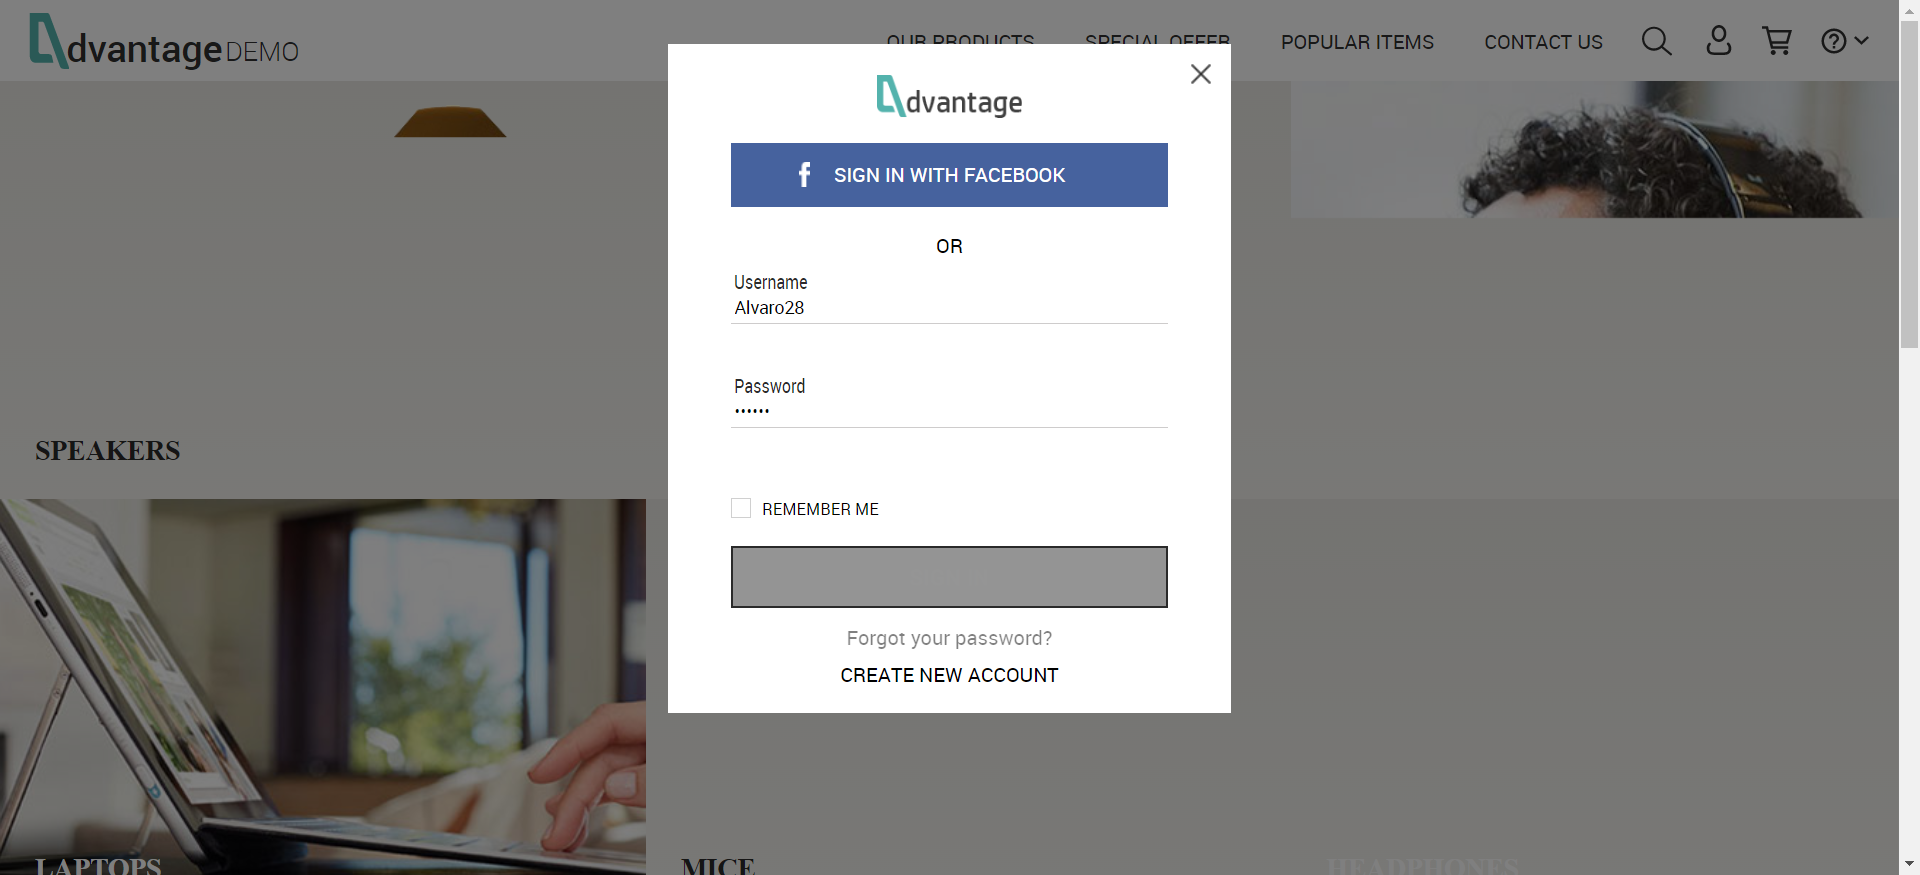 dvantage DEMO
OUR PRODUCTS SPECIAL OFFER POPULAR ITEMS CONTACT US
dvantage
SIGN IN WITH FACEBOOK
OR
Username
Alvaro28
Password
••••••
REMEMBER ME
Forgot your password?
CREATE NEW ACCOUNT
SPEAKERS
LAPTOPS
MICE
HEADPHONES